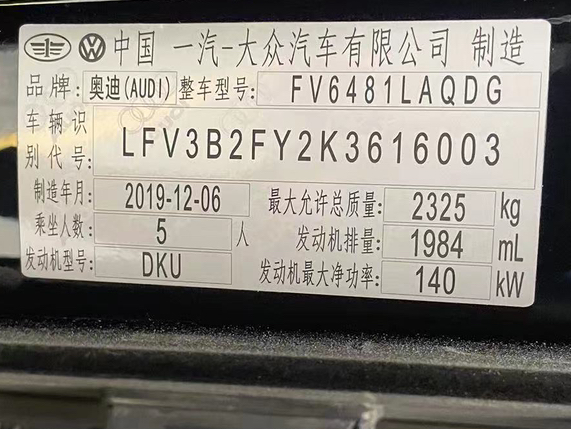 中国 一汽-大众汽车有限公司 制造
品牌: 奥迪(AUDI) 整车型号: FV6481LAQDG
车辆识别代号: LFV3B2FY2K3616003
制造年月: 2019-12-06 最大允许总质量: 2325 kg
乘坐人数: 5 人 发动机排量: 1984 mL
发动机型号: DKU 发动机最大净功率: 140 kW